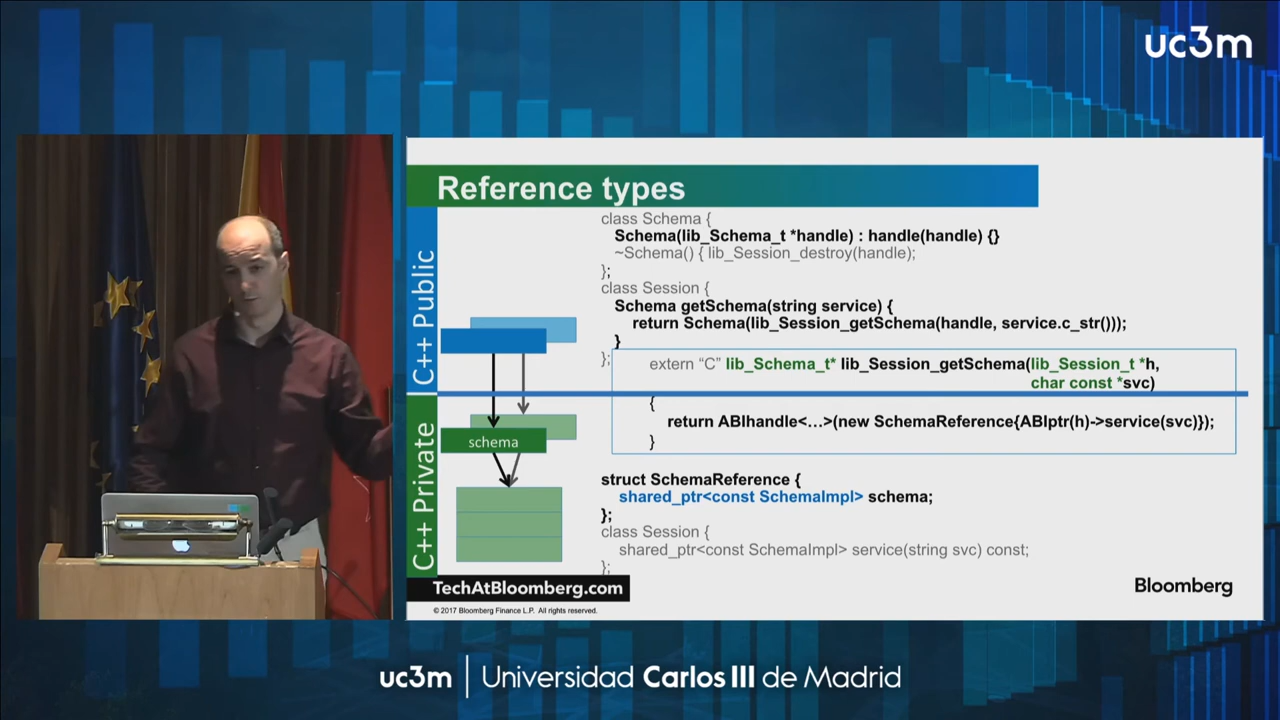 uc3m
Reference types
C++ Public
C++ Private
class Schema {
Schema(lib_Schema_t *handle) : handle(handle) {}
~Schema() { lib_Session_destroy(handle);
};
class Session {
Schema getSchema(string service) {
return Schema(lib_Session_getSchema(handle, service.c_str()));
}
};
extern “C” lib_Schema_t* lib_Session_getSchema(lib_Session_t *h,
char const *svc)
{
return ABIhandle<…>(new SchemaReference{ABIptr(h)->service(svc)});
}
schema
struct SchemaReference {
shared_ptr<const SchemaImpl> schema;
};
class Session {
shared_ptr<const SchemaImpl> service(string svc) const;
};
TechAtBloomberg.com
Bloomberg
© 2017 Bloomberg Finance L.P. All rights reserved.
uc3m | Universidad Carlos III de Madrid